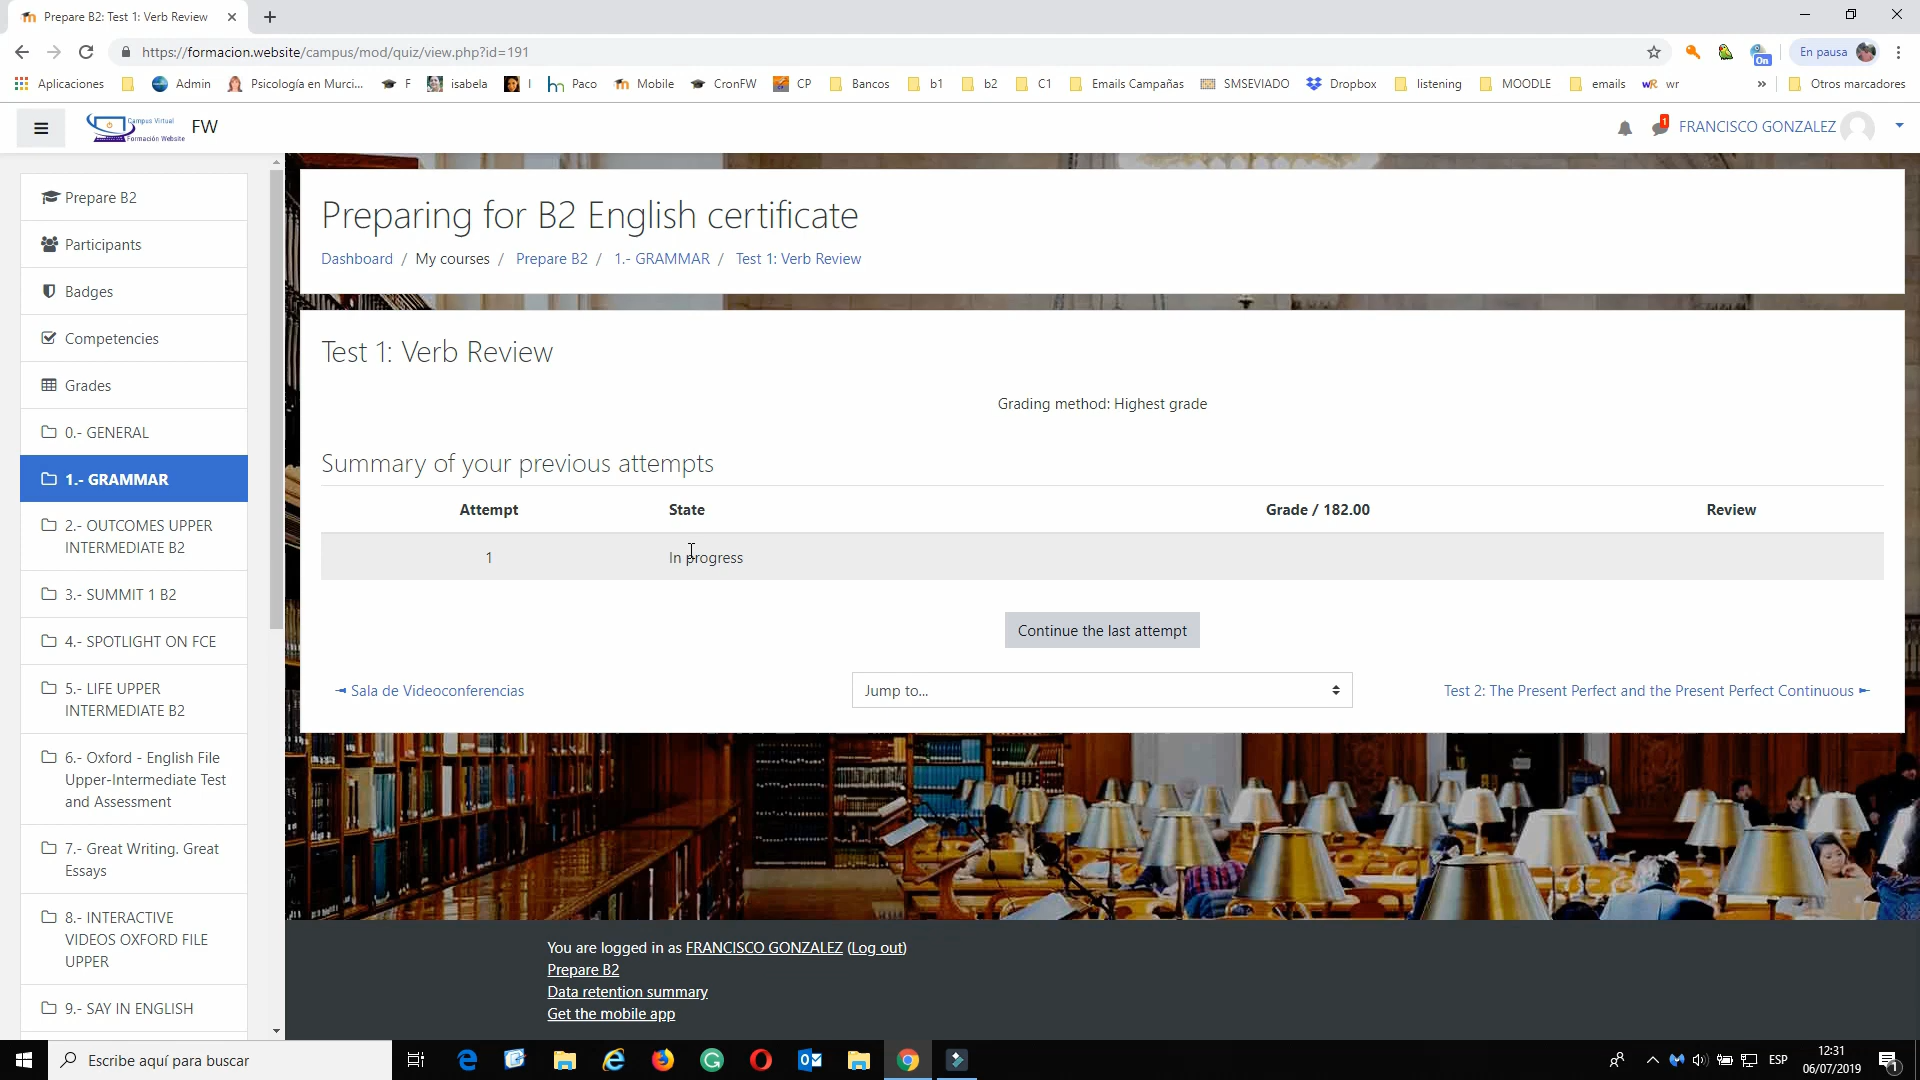 Prepare B2: Test 1: Verb Review
https://formacion.website/campus/mod/quiz/view.php?id=191
En pausa
On
Aplicaciones
Admin
Psicología en Murci...
F
isabela
I
Paco
Mobile
CronFW
CP
Bancos
b1
b2
C1
Emails Campañas
SMSEVIADO
Dropbox
listening
MOODLE
emails
wr
»
Otros marcadores
Campus Virtual
Formación Website
FW
1
FRANCISCO GONZALEZ
Prepare B2
Participants
Badges
Competencies
Grades
0.- GENERAL
1.- GRAMMAR
2.- OUTCOMES UPPER
INTERMEDIATE B2
3.- SUMMIT 1 B2
4.- SPOTLIGHT ON FCE
5.- LIFE UPPER
INTERMEDIATE B2
6.- Oxford - English File
Upper-Intermediate Test
and Assessment
7.- Great Writing. Great
Essays
8.- INTERACTIVE
VIDEOS OXFORD FILE
UPPER
9.- SAY IN ENGLISH
Preparing for B2 English certificate
Dashboard / My courses / Prepare B2 / 1.- GRAMMAR / Test 1: Verb Review
Test 1: Verb Review
Grading method: Highest grade
Summary of your previous attempts
Attempt State Grade / 182.00 Review
1 In progress
Continue the last attempt
◄ Sala de Videoconferencias
Jump to...
Test 2: The Present Perfect and the Present Perfect Continuous ►
You are logged in as FRANCISCO GONZALEZ (Log out)
Prepare B2
Data retention summary
Get the mobile app
Escribe aquí para buscar
ESP
12:31
06/07/2019
1